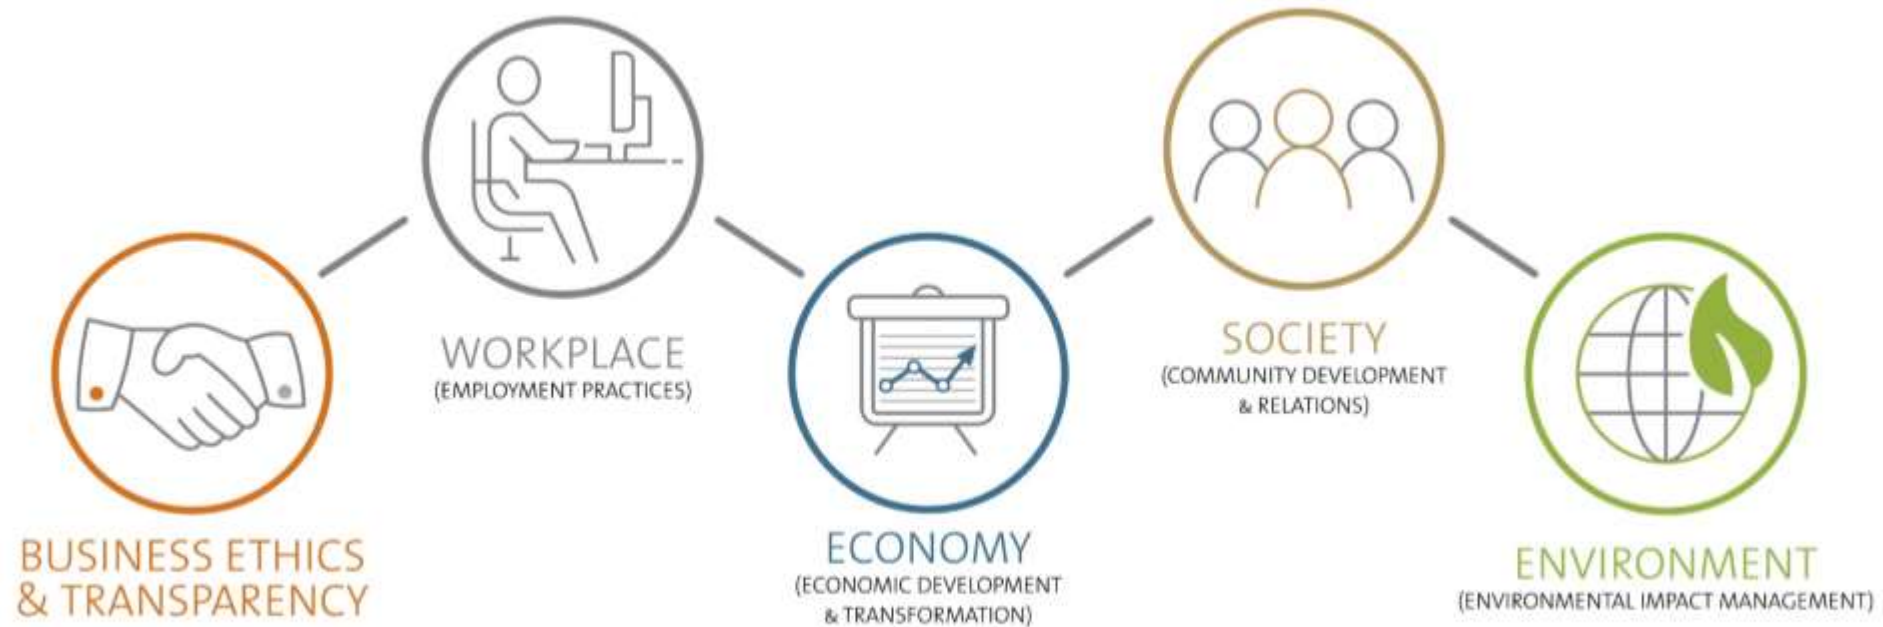 BUSINESS ETHICS
& TRANSPARENCY
WORKPLACE
(EMPLOYMENT PRACTICES)
ECONOMY
(ECONOMIC DEVELOPMENT
& TRANSFORMATION)
SOCIETY
(COMMUNITY DEVELOPMENT
& RELATIONS)
ENVIRONMENT
(ENVIRONMENTAL IMPACT MANAGEMENT)